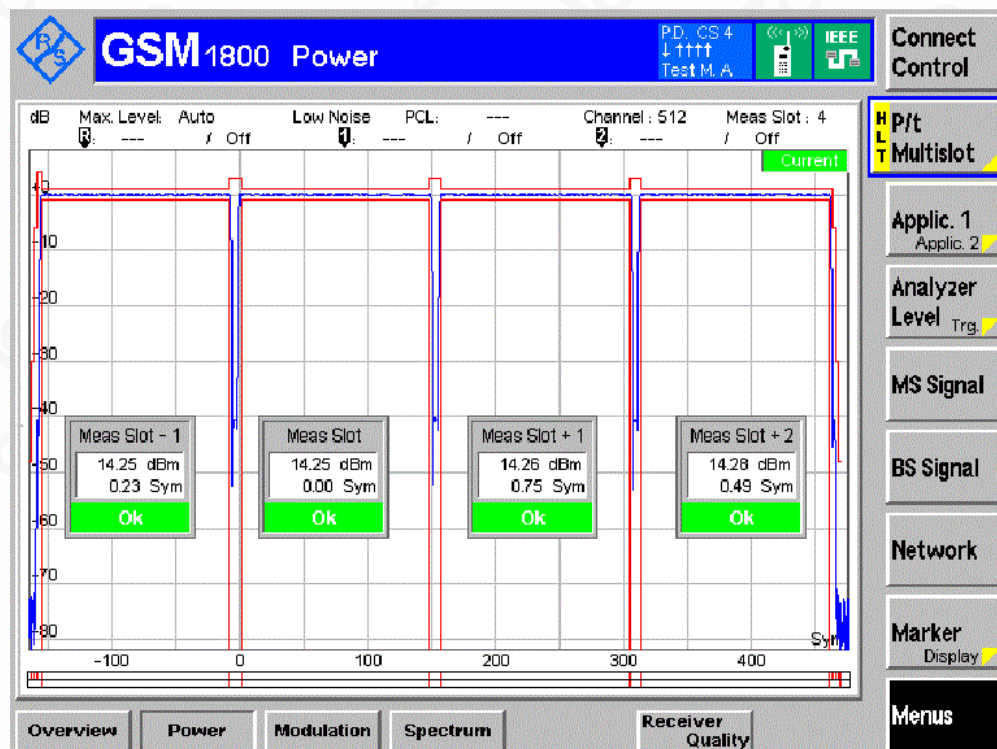 R/S
GSM 1800 Power
P.D. CS 4
↓ ↑↑↑↑
Test M. A
IEEE
Connect Control
dB Max. Level: Auto Low Noise PCL: --- Channel : 512 Meas Slot : 4
R: --- / Off 1: --- / Off 2: --- / Off
Current
HLT
P/t Multislot
+0
-10
-20
-30
-40
-50
-60
-70
-80
Meas Slot - 1
14.25 dBm
0.23 Sym
Ok
Meas Slot
14.25 dBm
0.00 Sym
Ok
Meas Slot + 1
14.26 dBm
0.75 Sym
Ok
Meas Slot + 2
14.28 dBm
0.49 Sym
Ok
Sym
-100 0 100 200 300 400
Applic. 1
Applic. 2
Analyzer
Level Trg.
MS Signal
BS Signal
Network
Marker
Display
Menus
Overview Power Modulation Spectrum Receiver Quality